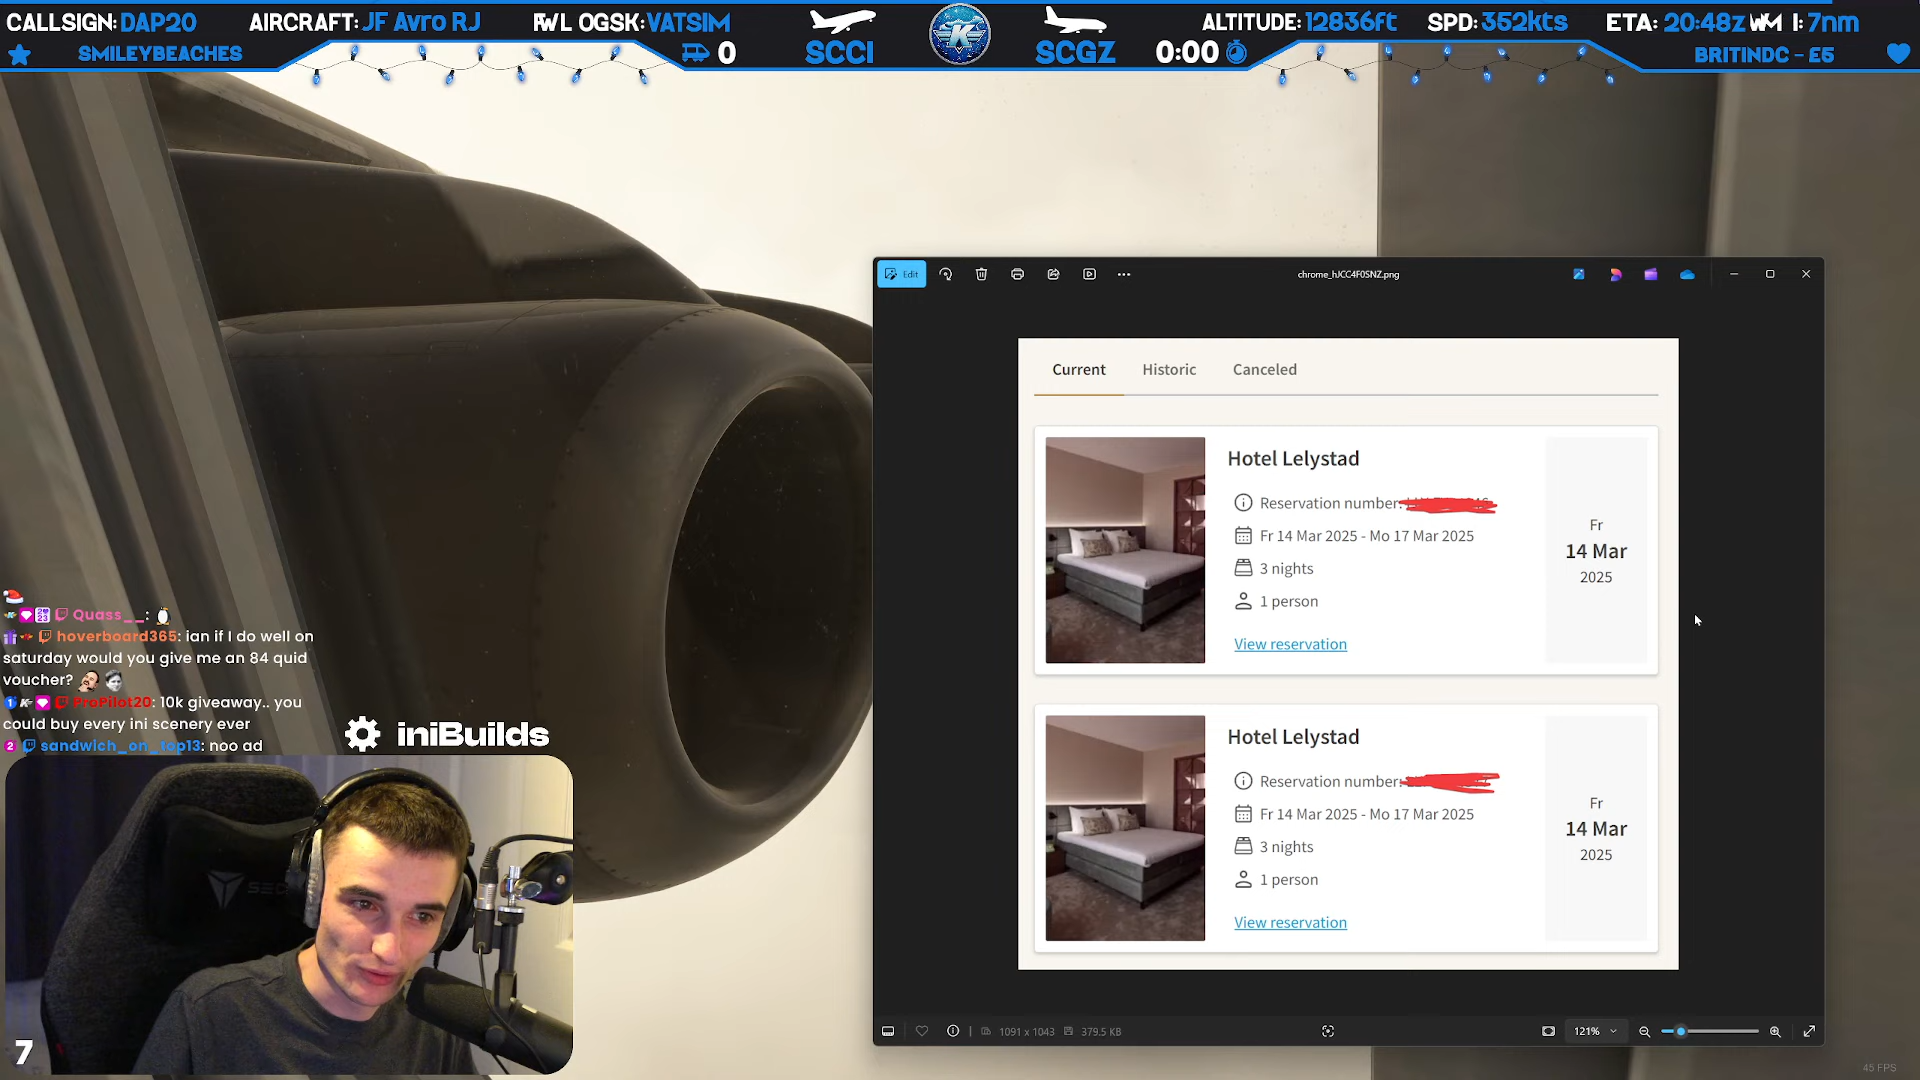 CALLSIGN: DAP20
AIRCRAFT: JF Avro RJ
VATSIM
0
SCCI
SCGZ
0:00
ALTITUDE: 12836ft
SPD: 352kts
ETA: 20:48z
7nm
SMILEYBEACHES
BRITINDC - £5
Edit
chrome_hJCC4F0SNZ.png
Current
Historic
Canceled
Hotel Lelystad
Reservation number:
Fr 14 Mar 2025 - Mo 17 Mar 2025
3 nights
1 person
View reservation
Fr
14 Mar
2025
Hotel Lelystad
Reservation number:
Fr 14 Mar 2025 - Mo 17 Mar 2025
3 nights
1 person
View reservation
Fr
14 Mar
2025
1091 x 1043
379.5 KB
121%
Quass__:
hoverboard365: ian if I do well on
saturday would you give me an 84 quid
voucher?
ProPilot20: 10k giveaway.. you
could buy every ini scenery ever
sandwich_on_top13: noo ad
iniBuilds
7
45 FPS